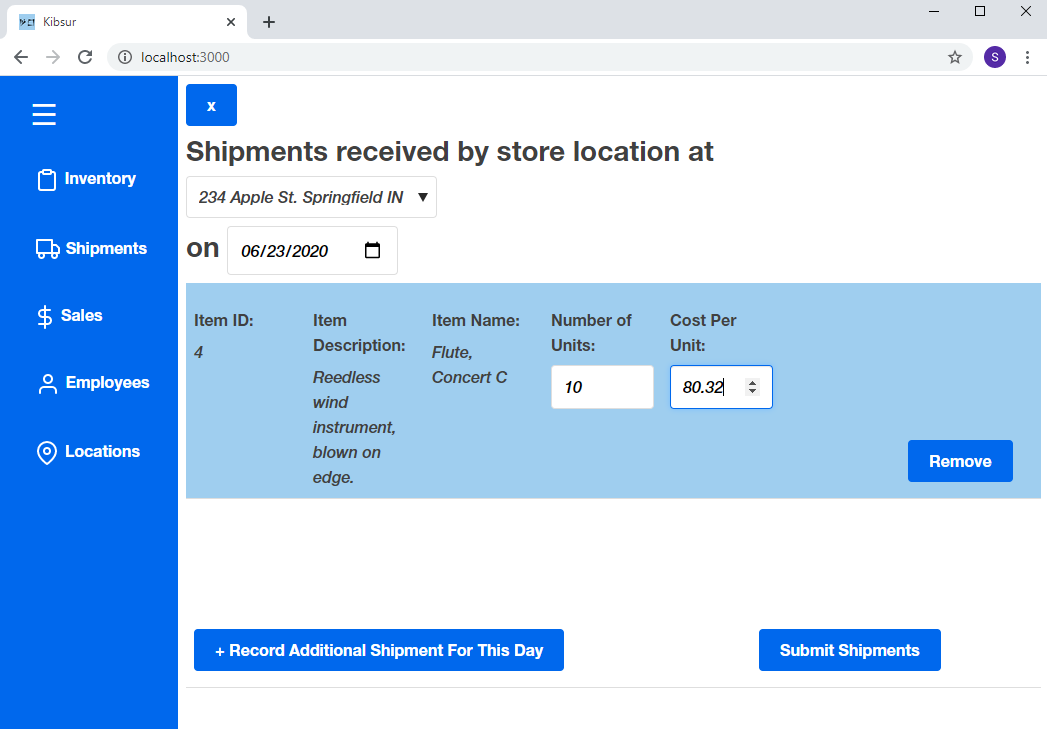 Kibsur
localhost:3000
S
x
Inventory
Shipments
Sales
Employees
Locations
Shipments received by store location at
234 Apple St. Springfield IN
on 06/23/2020
Item ID:
4
Item
Description:
Reedless
wind
instrument,
blown on
edge.
Item Name:
Flute,
Concert C
Number of
Units:
10
Cost Per
Unit:
80.32
Remove
+ Record Additional Shipment For This Day
Submit Shipments